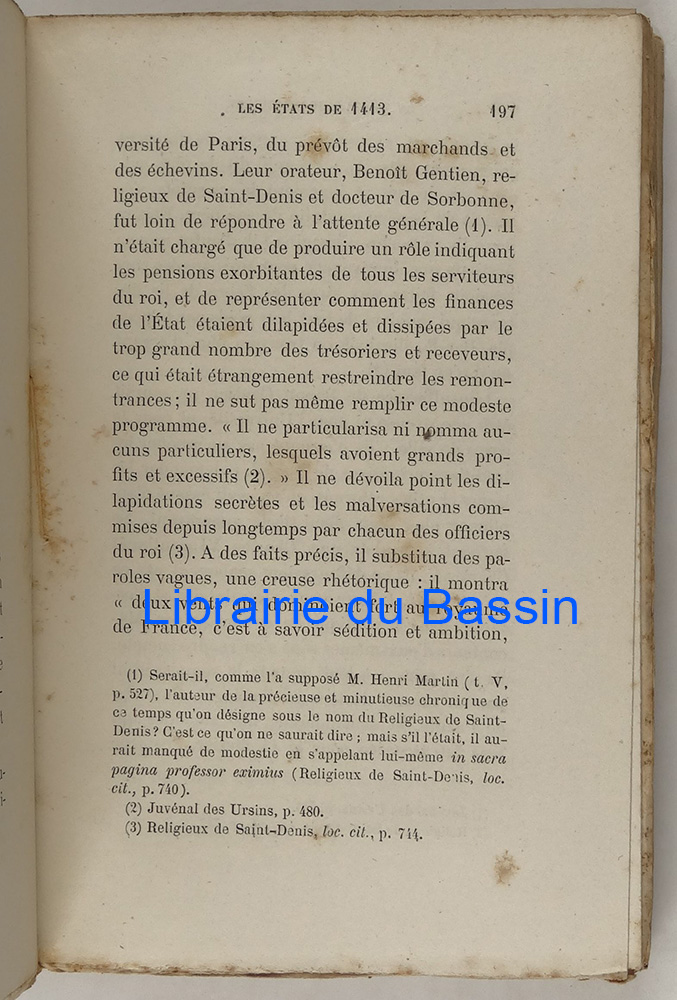 LES ÉTATS DE 1413. 197
versité de Paris, du prévôt des marchands et
des échevins. Leur orateur, Benoît Gentien, re-
ligieux de Saint-Denis et docteur de Sorbonne,
fut loin de répondre à l'attente générale (1). Il
n'était chargé que de produire un rôle indiquant
les pensions exorbitantes de tous les serviteurs
du roi, et de représenter comment les finances
de l'État étaient dilapidées et dissipées par le
trop grand nombre des trésoriers et receveurs,
ce qui était étrangement restreindre les remon-
trances; il ne sut pas même remplir ce modeste
programme. « Il ne particularisa ni nomma au-
cuns particuliers, lesquels avoient grands pro-
fits et excessifs (2). » Il ne dévoila point les di-
lapidations secrètes et les malversations com-
mises depuis longtemps par chacun des officiers
du roi (3). A des faits précis, il substitua des pa-
roles vagues, une creuse rhétorique : il montra
« deux vents qui dominoient fort au royaume
Librairie du Bassin
de France, c'est à savoir sédition et ambition,
(1) Serait-il, comme l'a supposé M. Henri Martin (t. V,
p. 527), l'auteur de la précieuse et minutieuse chronique de
ce temps qu'on désigne sous le nom du Religieux de Saint-
Denis? C'est ce qu'on ne saurait dire; mais s'il l'était, il au-
rait manqué de modestie en s'appelant lui-même in sacra
pagina professor eximius (Religieux de Saint-Denis, loc.
cit., p. 740).
(2) Juvénal des Ursins, p. 480.
(3) Religieux de Saint-Denis, loc. cit., p. 744.